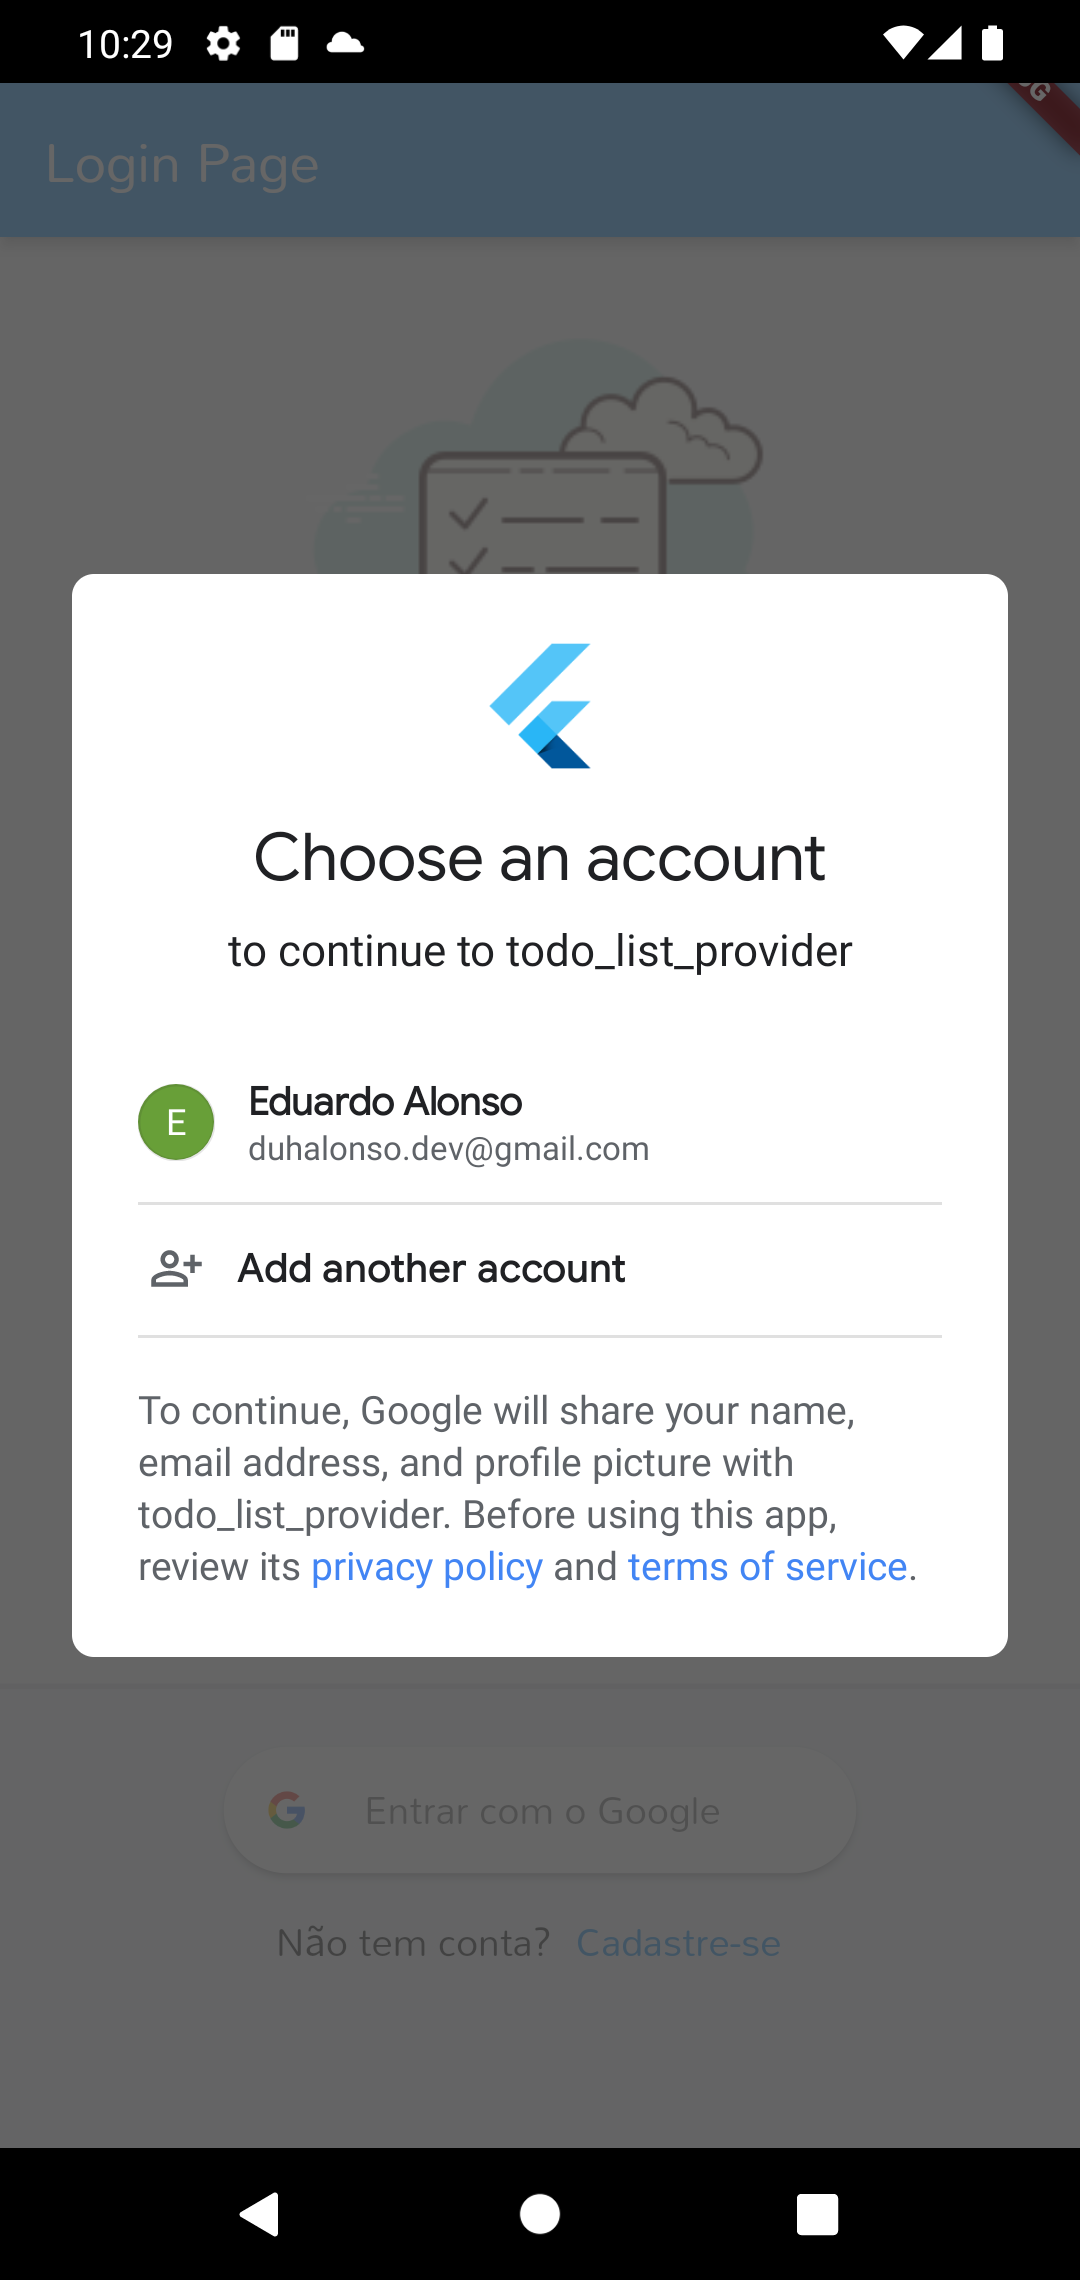 10:29
Login Page
Choose an account
to continue to todo_list_provider
E
Eduardo Alonso
duhalonso.dev@gmail.com
Add another account
To continue, Google will share your name,
email address, and profile picture with
todo_list_provider. Before using this app,
review its privacy policy and terms of service.
Entrar com o Google
Não tem conta? Cadastre-se